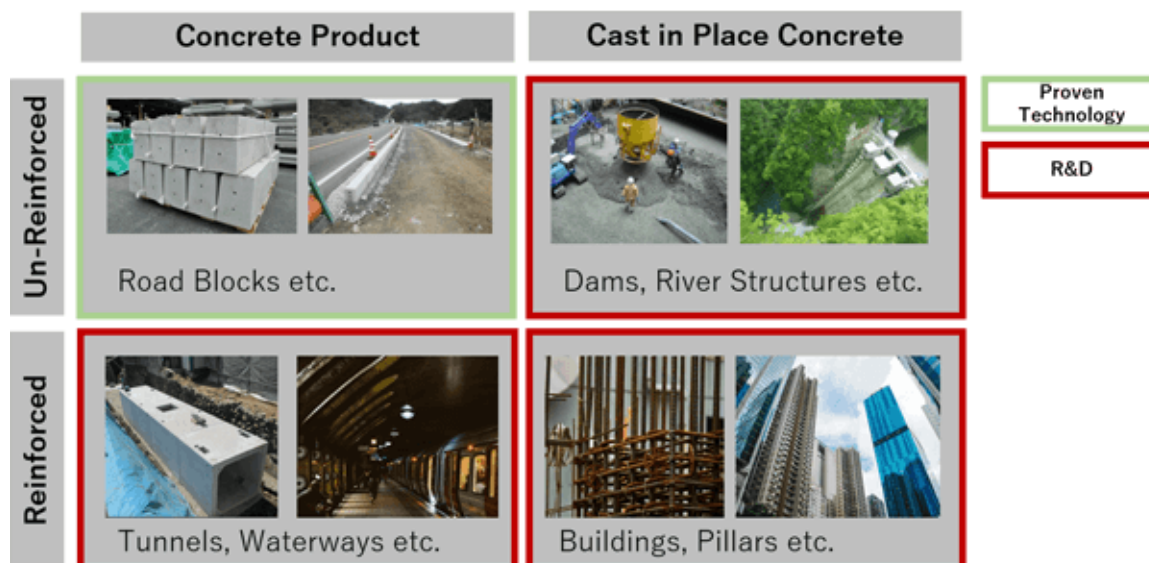 Concrete Product
Cast in Place Concrete
Un-Reinforced
Road Blocks etc.
Dams, River Structures etc.
Proven
Technology
R&D
Reinforced
Tunnels, Waterways etc.
Buildings, Pillars etc.